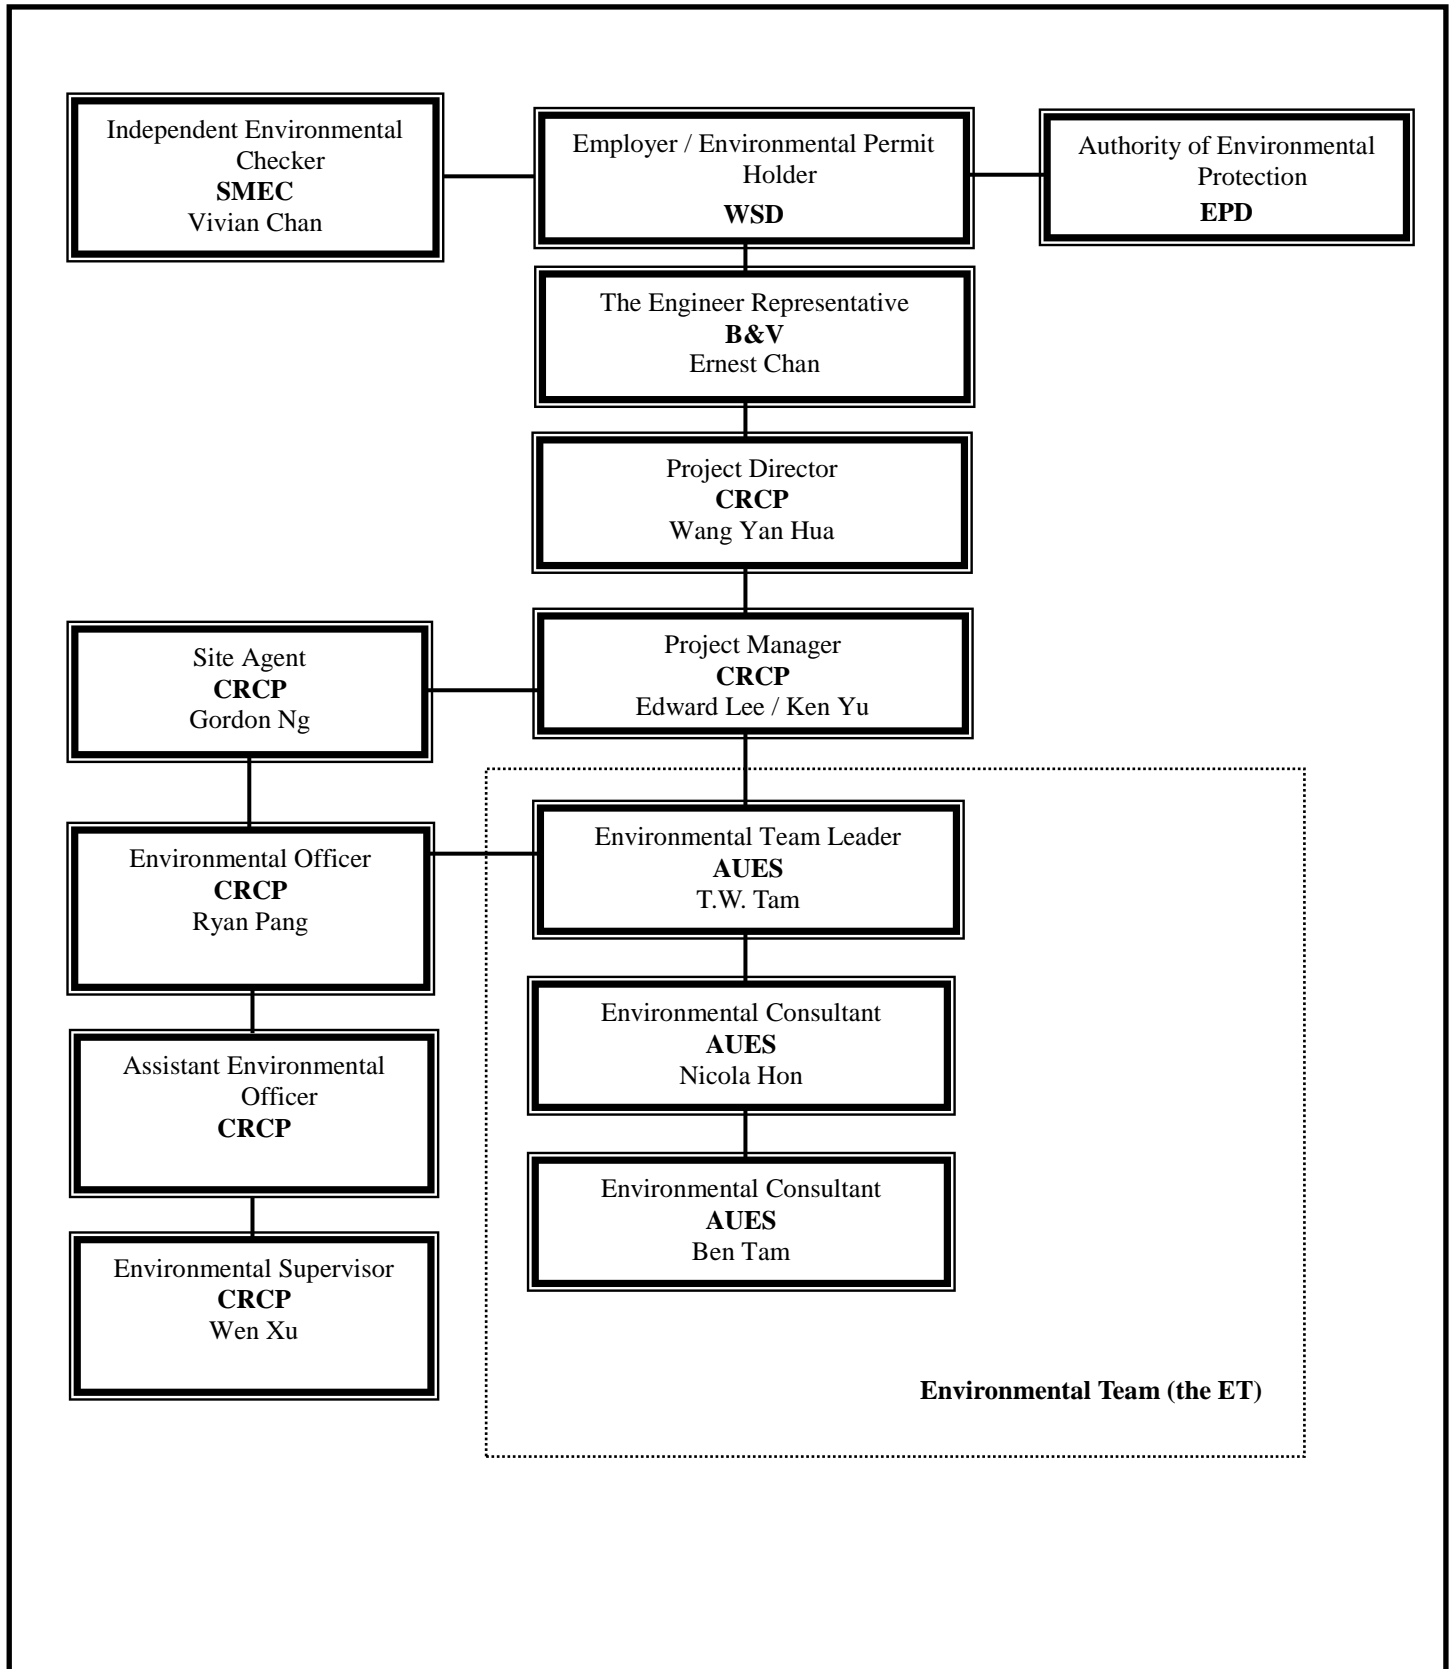 Independent Environmental
Checker
SMEC
Vivian Chan
Employer / Environmental Permit
Holder
WSD
Authority of Environmental
Protection
EPD
The Engineer Representative
B&V
Ernest Chan
Project Director
CRCP
Wang Yan Hua
Site Agent
CRCP
Gordon Ng
Project Manager
CRCP
Edward Lee / Ken Yu
Environmental Officer
CRCP
Ryan Pang
Environmental Team Leader
AUES
T.W. Tam
Assistant Environmental
Officer
CRCP
Environmental Consultant
AUES
Nicola Hon
Environmental Supervisor
CRCP
Wen Xu
Environmental Consultant
AUES
Ben Tam
Environmental Team (the ET)